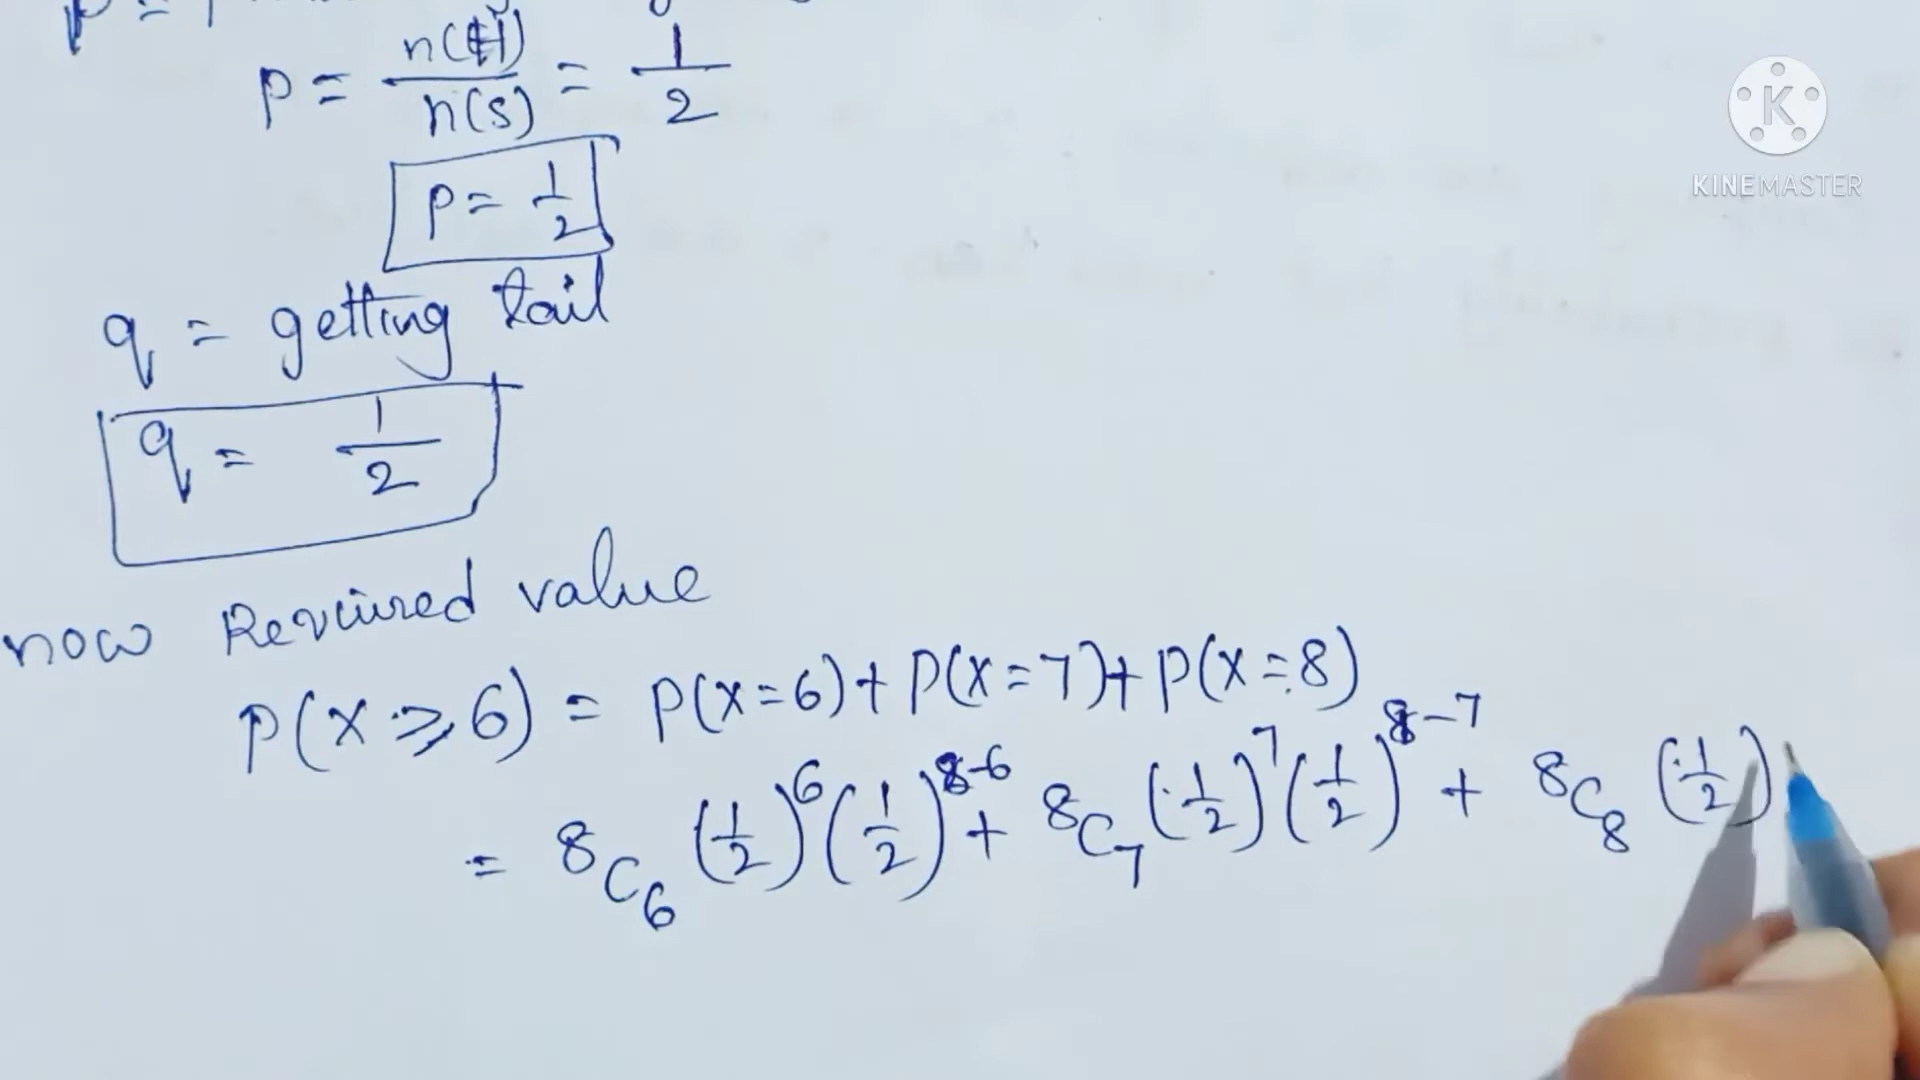 p =
p = n(H)/n(s) = 1/2
p = 1/2
q = getting tail
q = 1/2
now Required value
P(X ≥ 6) = P(X=6) + P(X=7) + P(X=8)
= 8C6 (1/2)^6 (1/2)^8-6 + 8C7 (1/2)^7 (1/2)^8-7 + 8C8 (1/2)
KINEMASTER